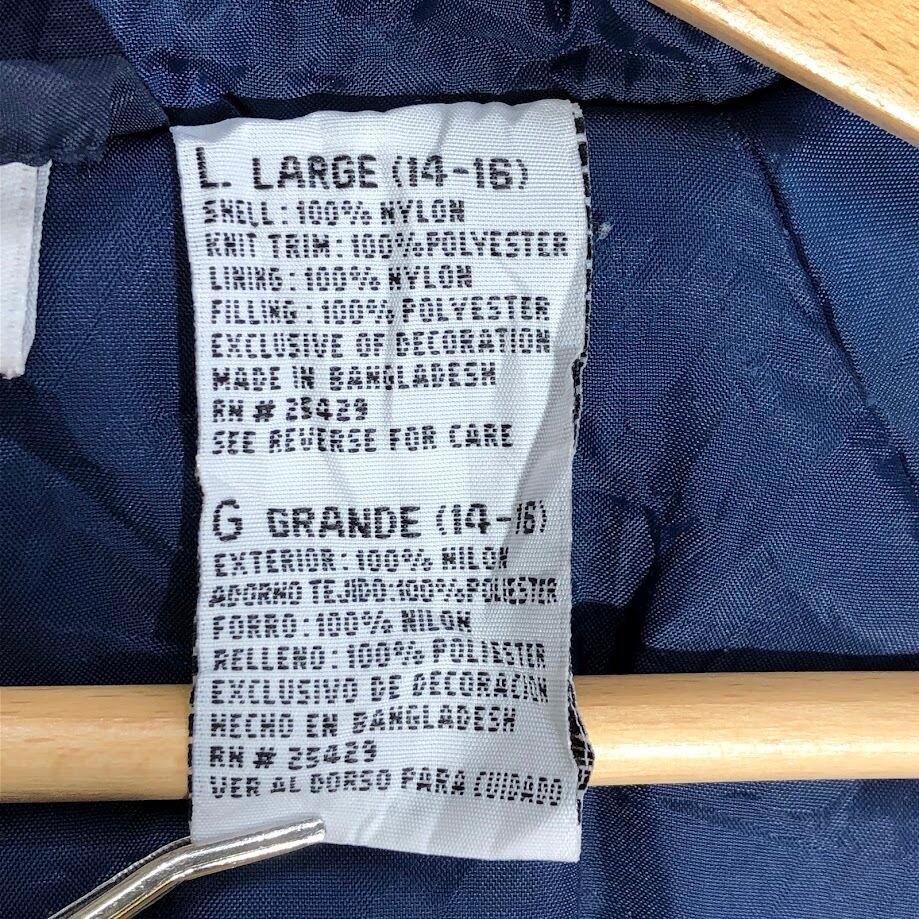 L. LARGE (14-16)
SHELL: 100% NYLON
KNIT TRIM: 100% POLYESTER
LINING: 100% NYLON
FILLING: 100% POLYESTER
EXCLUSIVE OF DECORATION
MADE IN BANGLADESH
RN # 25429
SEE REVERSE FOR CARE
G GRANDE (14-16)
EXTERIOR: 100% NILON
ADORNO TEJIDO: 100% POLIESTER
FORRO: 100% NILON
RELLENO: 100% POLIESTER
EXCLUSIVO DE DECORACION
HECHO EN BANGLADESH
RN # 25429
VER AL DORSO PARA CUIDADO